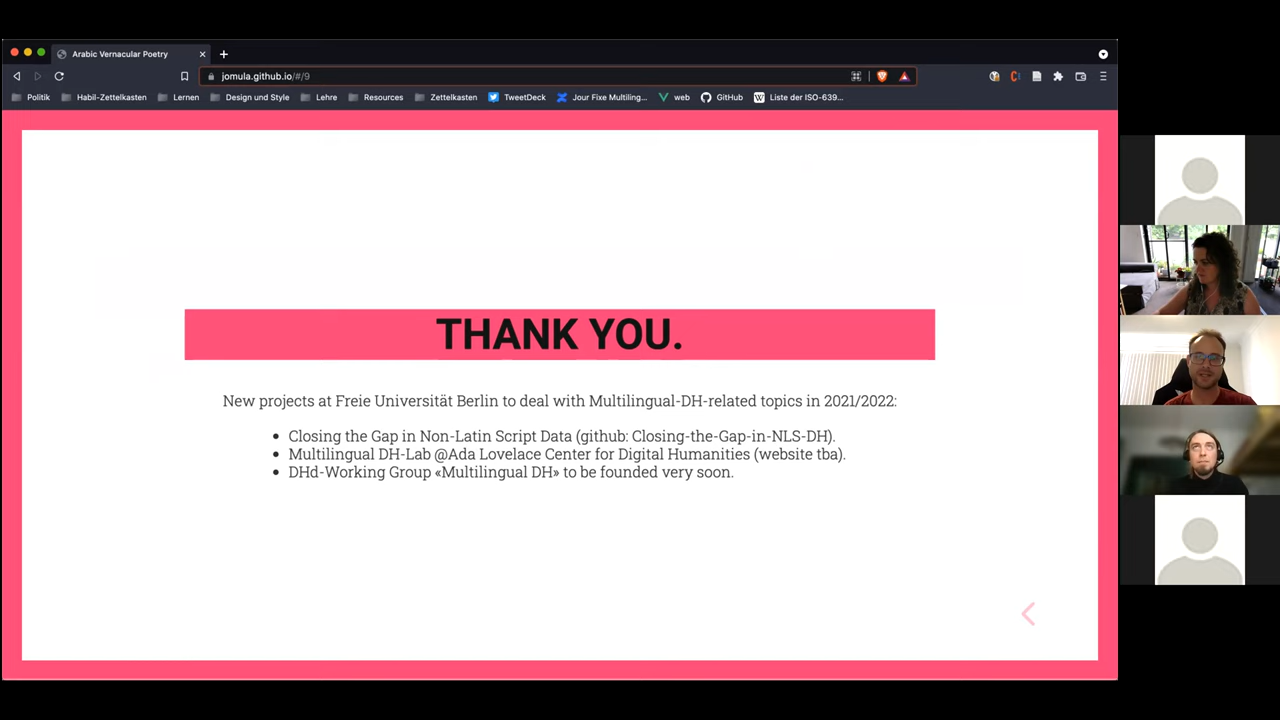 Arabic Vernacular Poetry
jomula.github.io/#/9
Politik Habil-Zettelkasten Lernen Design und Style Lehre Resources Zettelkasten TweetDeck Jour Fixe Multiling... web GitHub Liste der ISO-639...
THANK YOU.
New projects at Freie Universität Berlin to deal with Multilingual-DH-related topics in 2021/2022:
• Closing the Gap in Non-Latin Script Data (github: Closing-the-Gap-in-NLS-DH).
• Multilingual DH-Lab @Ada Lovelace Center for Digital Humanities (website tba).
• DHd-Working Group «Multilingual DH» to be founded very soon.